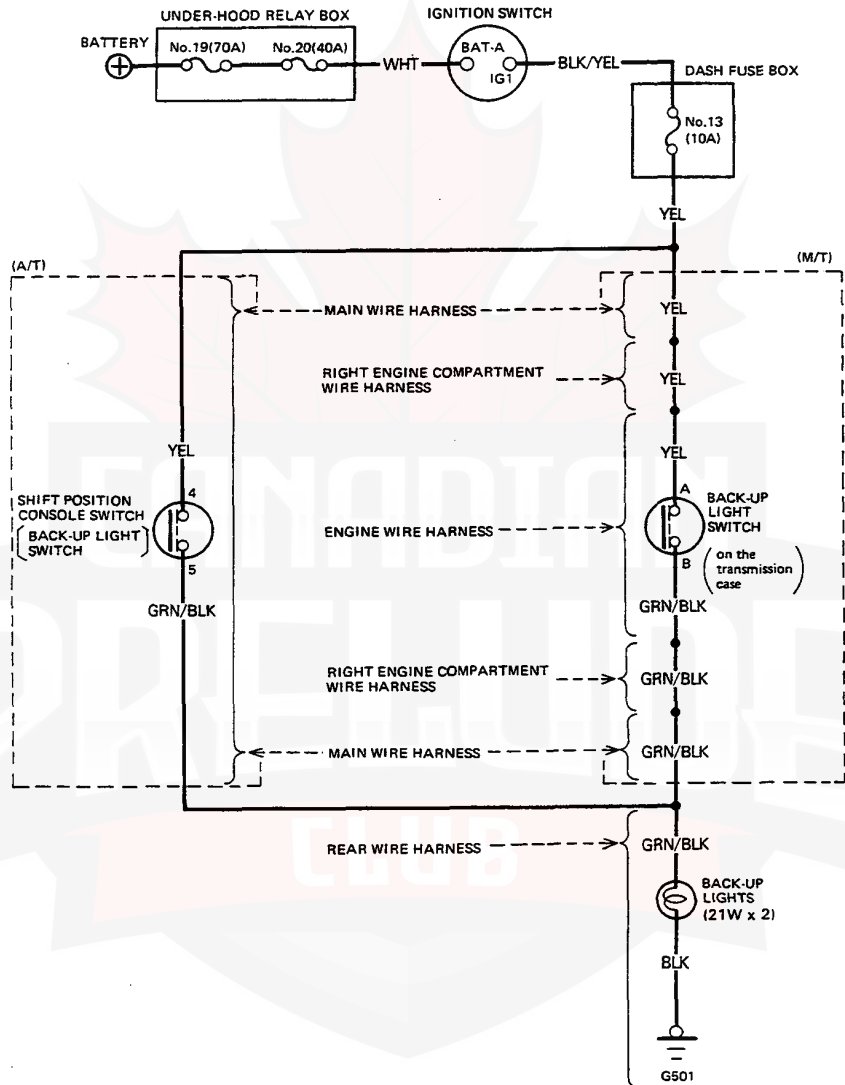 UNDER-HOOD RELAY BOX
IGNITION SWITCH
BATTERY
No.19(70A)
No.20(40A)
WHT
BAT-A
IG1
BLK/YEL
DASH FUSE BOX
No.13
(10A)
YEL
(A/T)
(M/T)
MAIN WIRE HARNESS
YEL
RIGHT ENGINE COMPARTMENT
WIRE HARNESS
YEL
YEL
YEL
4
A
SHIFT POSITION
CONSOLE SWITCH
BACK-UP LIGHT
SWITCH
5
ENGINE WIRE HARNESS
BACK-UP
LIGHT
SWITCH
B
(on the
transmission
case)
GRN/BLK
GRN/BLK
RIGHT ENGINE COMPARTMENT
WIRE HARNESS
GRN/BLK
MAIN WIRE HARNESS
GRN/BLK
REAR WIRE HARNESS
GRN/BLK
BACK-UP
LIGHTS
(21W x 2)
BLK
G501
CANADIAN
PRELUDE
CLUB